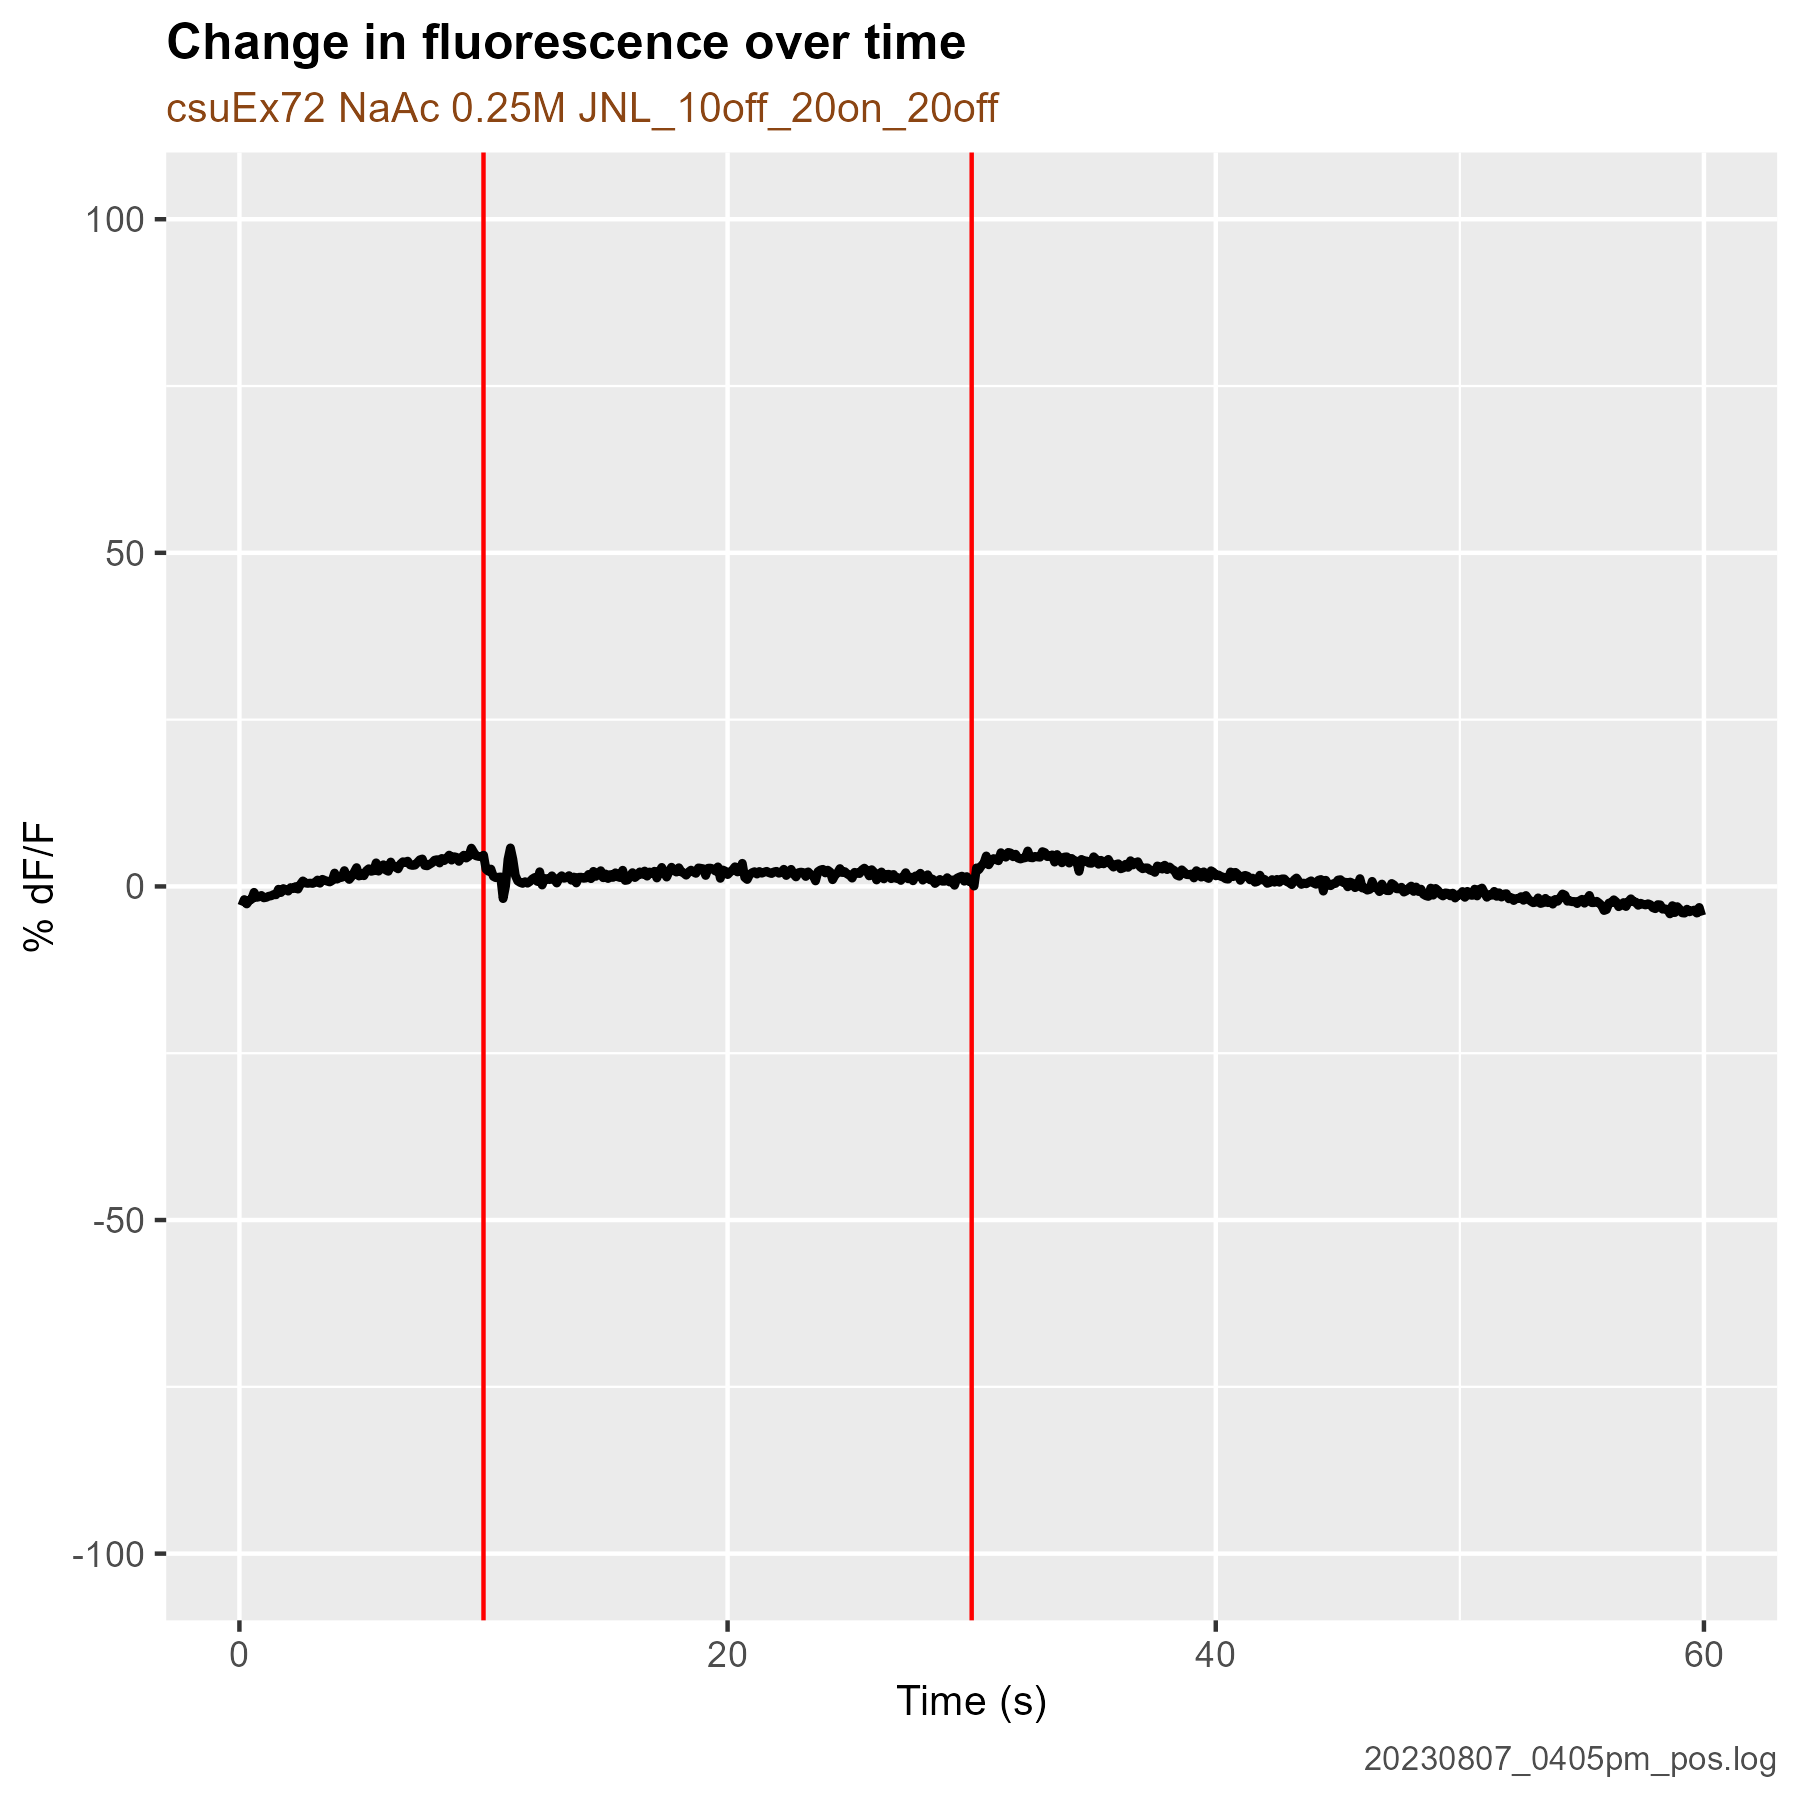 Change in fluorescence over time
csuEx72 NaAc 0.25M JNL_10off_20on_20off
100
50
0
-50
-100
% dF/F
0 20 40 60
Time (s)
20230807_0405pm_pos.log